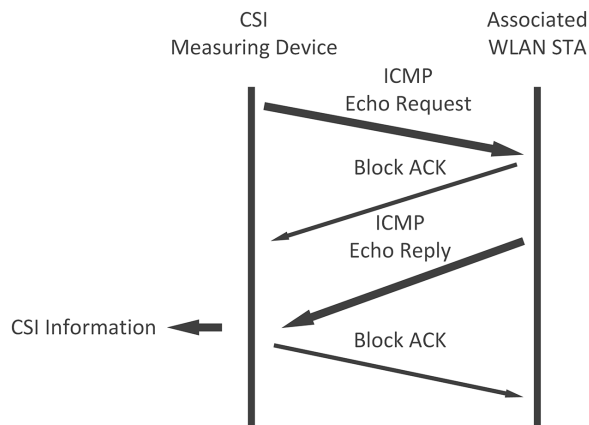 CSI
Measuring Device
Associated
WLAN STA
ICMP
Echo Request
Block ACK
ICMP
Echo Reply
CSI Information
Block ACK